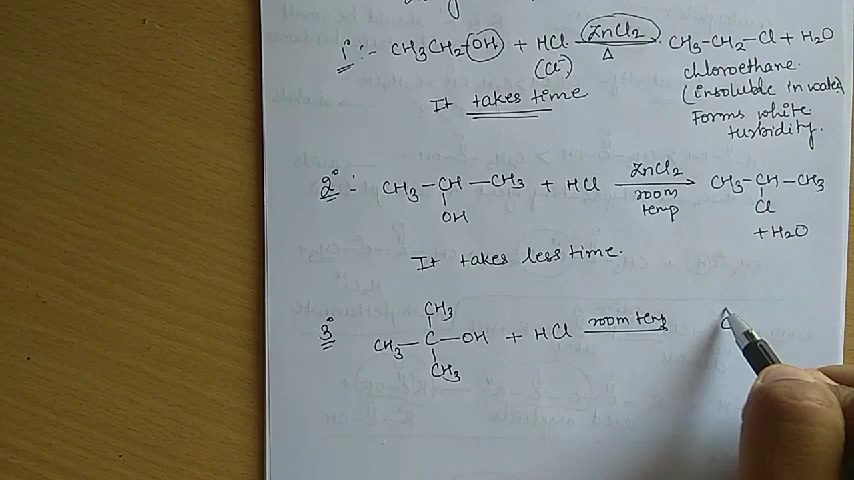 1° :- CH3CH2OH + HCl ZnCl2 Δ CH3-CH2-Cl + H2O
(Cl-)
chloroethane.
(insoluble in water)
Forms white
turbidity.
It takes time
2° :- CH3-CH-CH3 + HCl ZnCl2 room temp → CH3-CH-CH3
OH
Cl
+ H2O
It takes less time.
3° CH3-C-OH + HCl room temp C
CH3
CH3